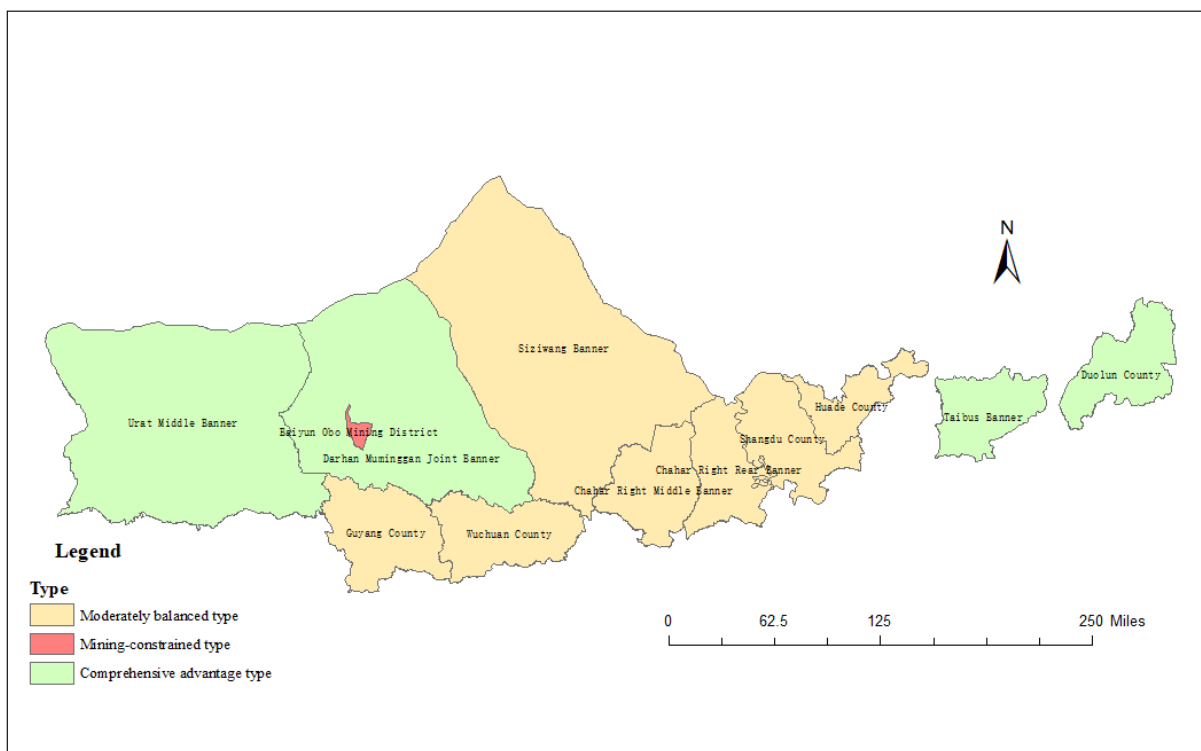 N
Siziwang Banner
Duolun County
Huade County
Taibus Banner
Urat Middle Banner
Baiyun Obo Mining District
Shangdu County
Darhan Muminggan Joint Banner
Chahar Right Rear Banner
Chahar Right Middle Banner
Guyang County
Wuchuan County
Legend
Type
Moderately balanced type
Mining-constrained type
Comprehensive advantage type
0 62.5 125 250 Miles